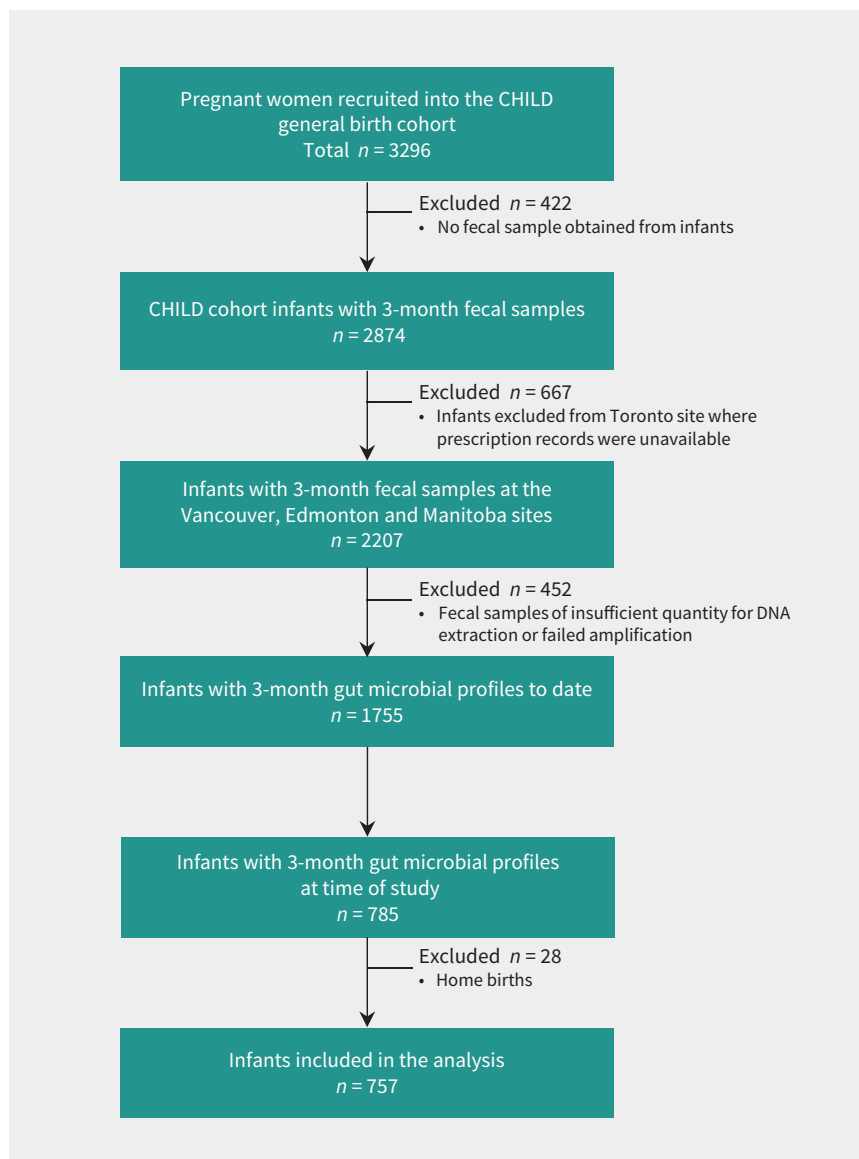 Pregnant women recruited into the CHILD
general birth cohort
Total n = 3296
Excluded n = 422
• No fecal sample obtained from infants
CHILD cohort infants with 3-month fecal samples
n = 2874
Excluded n = 667
• Infants excluded from Toronto site where
prescription records were unavailable
Infants with 3-month fecal samples at the
Vancouver, Edmonton and Manitoba sites
n = 2207
Excluded n = 452
• Fecal samples of insufficient quantity for DNA
extraction or failed amplification
Infants with 3-month gut microbial profiles to date
n = 1755
Infants with 3-month gut microbial profiles
at time of study
n = 785
Excluded n = 28
• Home births
Infants included in the analysis
n = 757